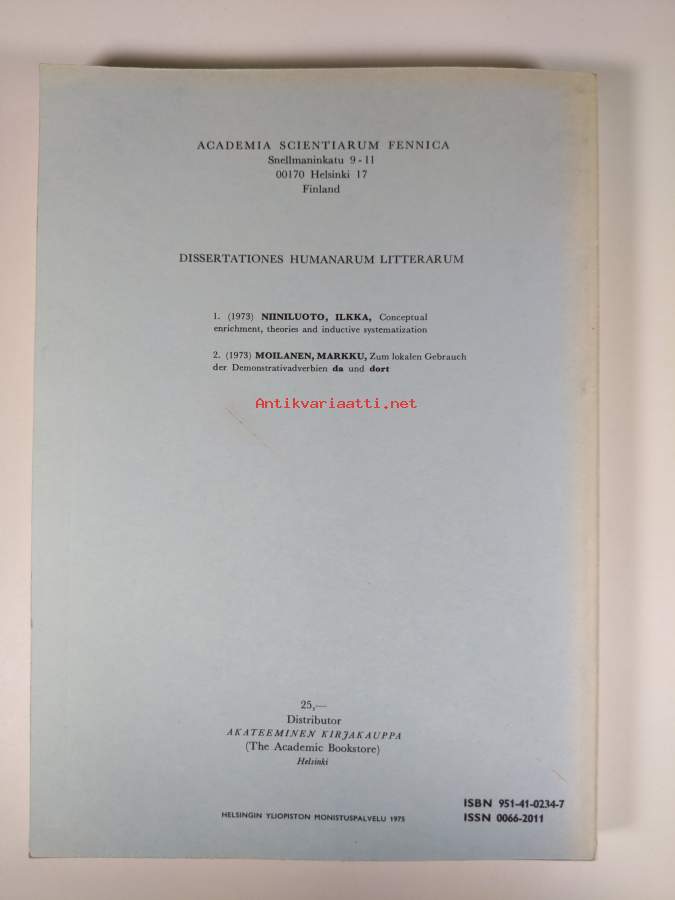 ACADEMIA SCIENTIARUM FENNICA
Snellmaninkatu 9-11
00170 Helsinki 17
Finland
DISSERTATIONES HUMANARUM LITTERARUM
1. (1973) NIINILUOTO, ILKKA, Conceptual
enrichment, theories and inductive systematization
2. (1973) MOILANEN, MARKKU, Zum lokalen Gebrauch
der Demonstrativadverbien da und dort
Antikvariaatti.net
25,—
Distributor
AKATEEMINEN KIRJAKAUPPA
(The Academic Bookstore)
Helsinki
HELSINGIN YLIOPISTON MONISTUSPALVELU 1975
ISBN 951-41-0234-7
ISSN 0066-2011